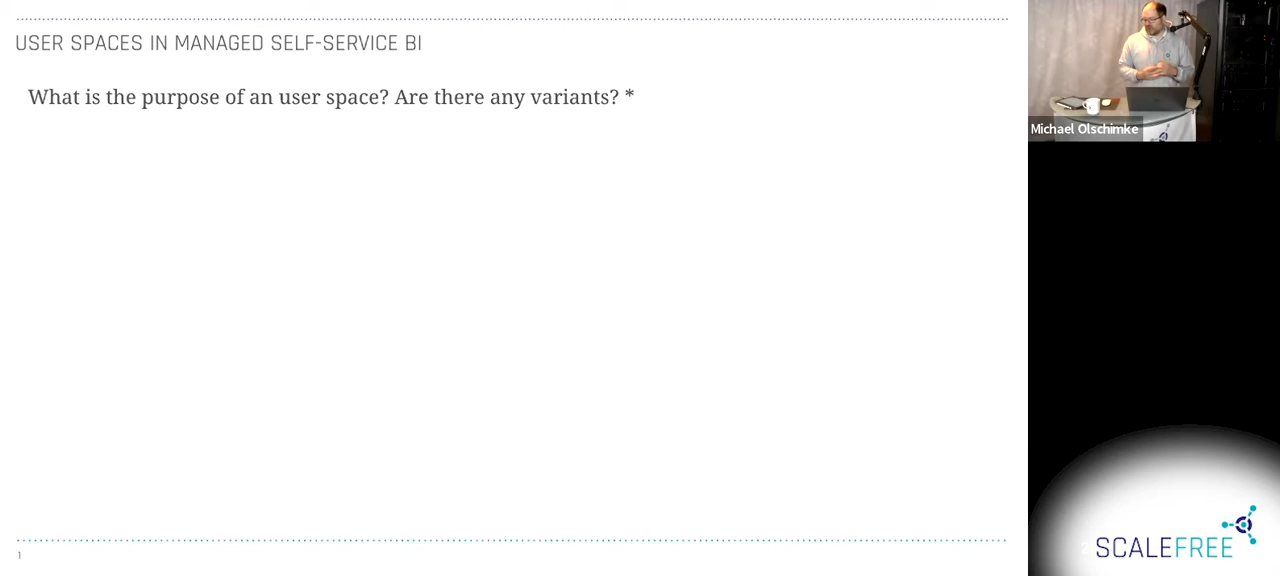 USER SPACES IN MANAGED SELF-SERVICE BI
What is the purpose of an user space? Are there any variants? *
Michael Olschimke
1
2
SCALEFREE